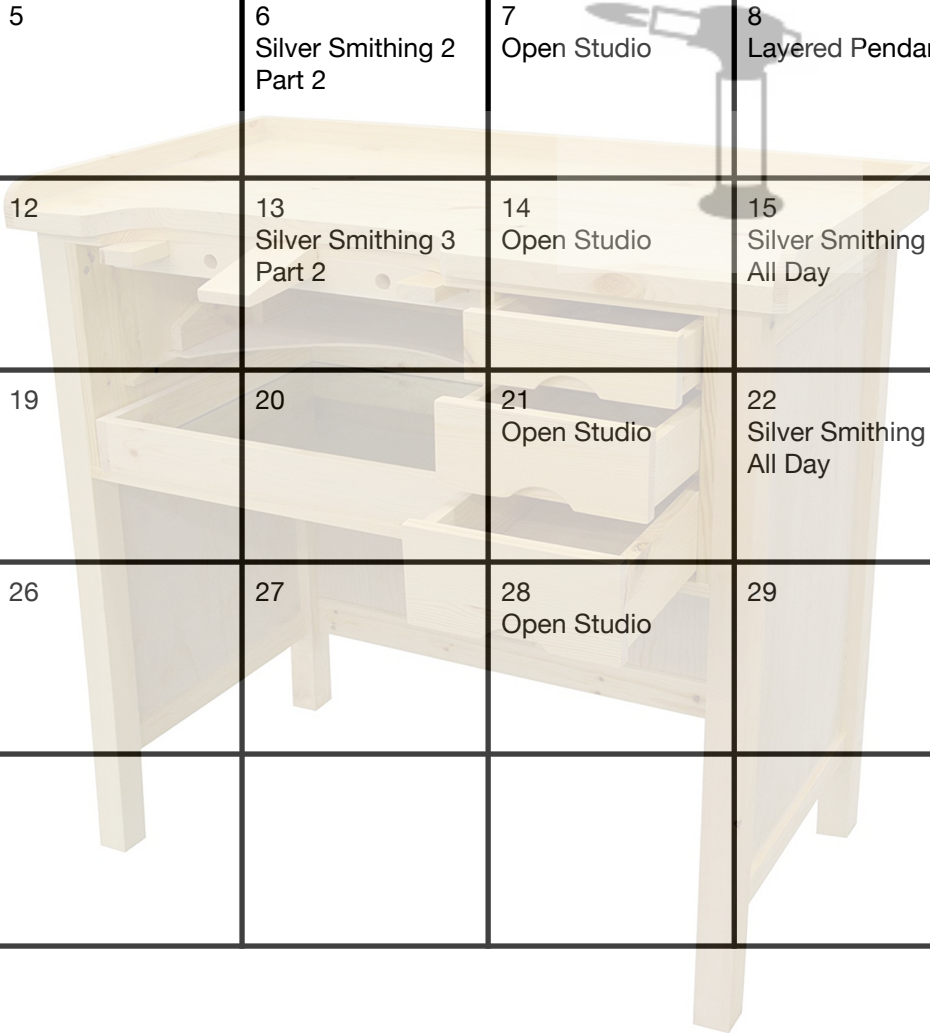 5
6
Silver Smithing 2
Part 2
7
Open Studio
8
Layered
12
13
Silver Smithing 3
Part 2
14
Open Studio
15
Silver Smithing
All Day
19
20
21
Open Studio
22
Silver Smithing
All Day
26
27
28
Open Studio
29